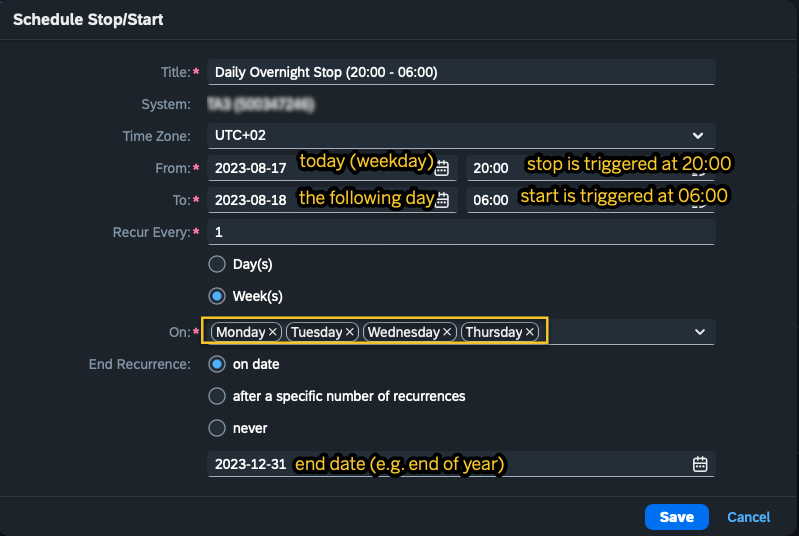 Schedule Stop/Start
Title:* Daily Overnight Stop (20:00 - 06:00)
System:
Time Zone: UTC+02
From:* 2023-08-17 today (weekday) 20:00 stop is triggered at 20:00
To:* 2023-08-18 the following day 06:00 start is triggered at 06:00
Recur Every:* 1
Day(s)
Week(s)
On:* Monday × Tuesday × Wednesday × Thursday ×
End Recurrence: on date
after a specific number of recurrences
never
2023-12-31 end date (e.g. end of year)
Save Cancel